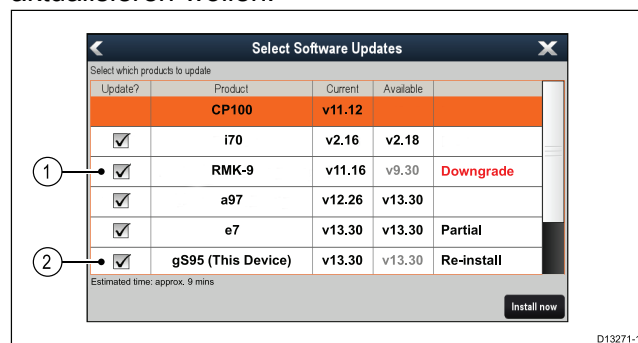 aktualisieren wollen.
Select Software Updates
Select which products to update
Update? Product Current Available
CP100 v11.12
i70 v2.16 v2.18
1 RMK-9 v11.16 v9.30 Downgrade
a97 v12.26 v13.30
e7 v13.30 v13.30 Partial
2 gS95 (This Device) v13.30 v13.30 Re-install
Estimated time: approx. 9 mins
Install now
D13271-1